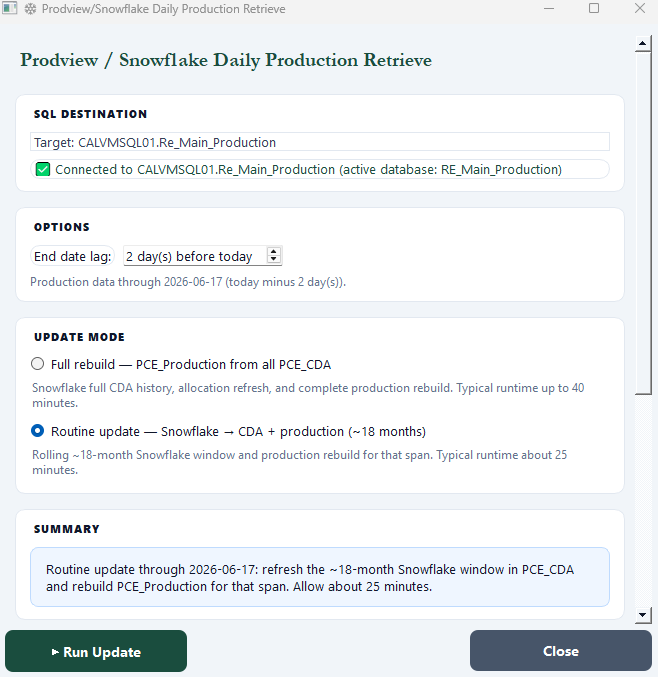 Prodview/Snowflake Daily Production Retrieve
Prodview / Snowflake Daily Production Retrieve
SQL DESTINATION
Target: CALVMSQL01.Re_Main_Production
Connected to CALVMSQL01.Re_Main_Production (active database: RE_Main_Production)
OPTIONS
End date lag: 2 day(s) before today
Production data through 2026-06-17 (today minus 2 day(s)).
UPDATE MODE
Full rebuild — PCE_Production from all PCE_CDA
Snowflake full CDA history, allocation refresh, and complete production rebuild. Typical runtime up to 40
minutes.
Routine update — Snowflake → CDA + production (~18 months)
Rolling ~18-month Snowflake window and production rebuild for that span. Typical runtime about 25
minutes.
SUMMARY
Routine update through 2026-06-17: refresh the ~18-month Snowflake window in PCE_CDA
and rebuild PCE_Production for that span. Allow about 25 minutes.
Run Update
Close